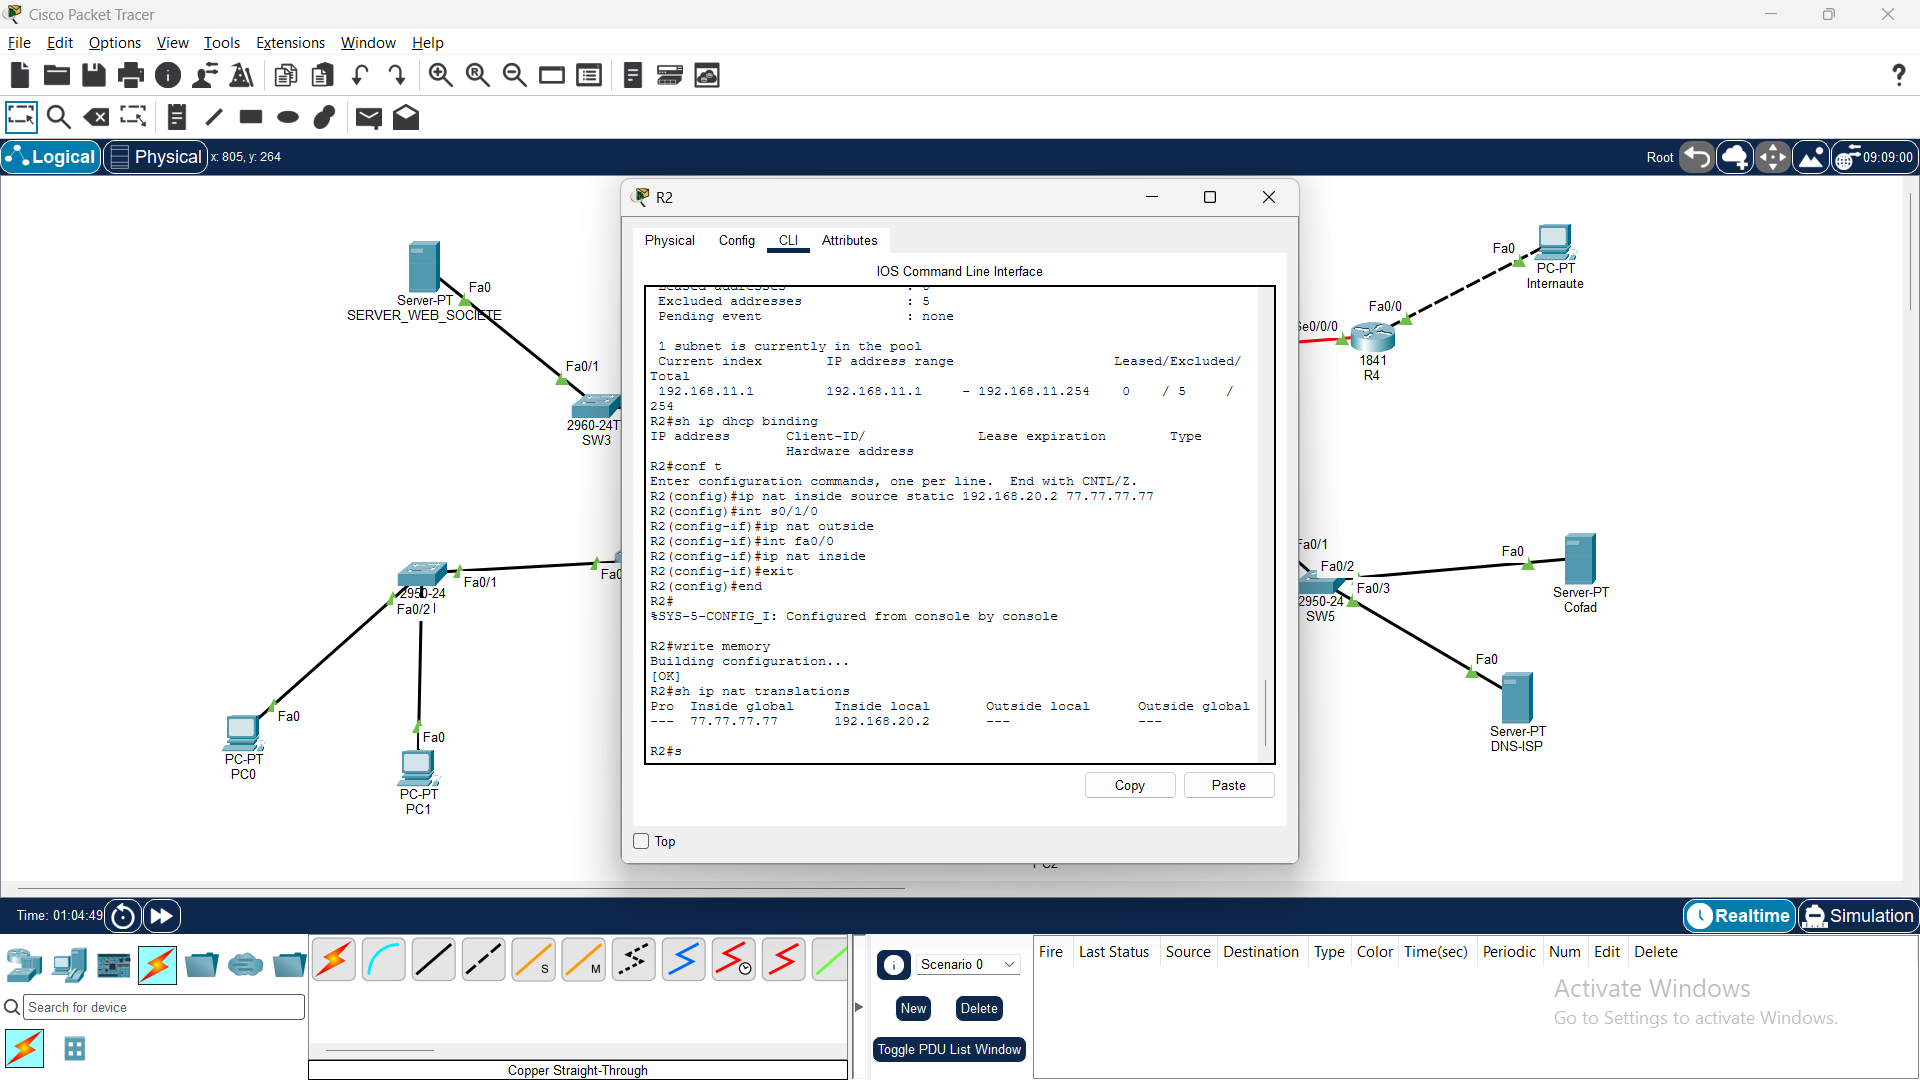 Cisco Packet Tracer
File Edit Options View Tools Extensions Window Help
Logical Physical x: 805, y: 264
Root 09:09:00
Fa0
Server-PT
SERVER_WEB_SOCIETE
Fa0/1
2960-24T
SW3
Fa0/1
2950-24
Fa0/2
Fa0
PC-PT
PC0
Fa0
PC-PT
PC1
R2
Physical Config CLI Attributes
IOS Command Line Interface
Leased addresses : 0
Excluded addresses : 5
Pending event : none
1 subnet is currently in the pool
Current index IP address range Leased/Excluded/
Total
192.168.11.1 192.168.11.1 - 192.168.11.254 0 / 5 /
254
R2#sh ip dhcp binding
IP address Client-ID/ Lease expiration Type
Hardware address
R2#conf t
Enter configuration commands, one per line. End with CNTL/Z.
R2(config)#ip nat inside source static 192.168.20.2 77.77.77.77
R2(config)#int s0/1/0
R2(config-if)#ip nat outside
R2(config-if)#int fa0/0
R2(config-if)#ip nat inside
R2(config-if)#exit
R2(config)#end
R2#
%SYS-5-CONFIG_I: Configured from console by console
R2#write memory
Building configuration...
[OK]
R2#sh ip nat translations
Pro Inside global Inside local Outside local Outside global
--- 77.77.77.77 192.168.20.2 --- ---
R2#s
Copy Paste
Top
Fa0
PC-PT
Internaute
Fa0/0
Se0/0/0
1841
R4
Fa0/1
Fa0/2
Fa0/3
2950-24
SW5
Fa0
Server-PT
Cofad
Fa0
Server-PT
DNS-ISP
PC2
Time: 01:04:49
Realtime Simulation
S
M
Search for device
Copper Straight-Through
Scenario 0
New Delete
Toggle PDU List Window
Fire Last Status Source Destination Type Color Time(sec) Periodic Num Edit Delete
Activate Windows
Go to Settings to activate Windows.